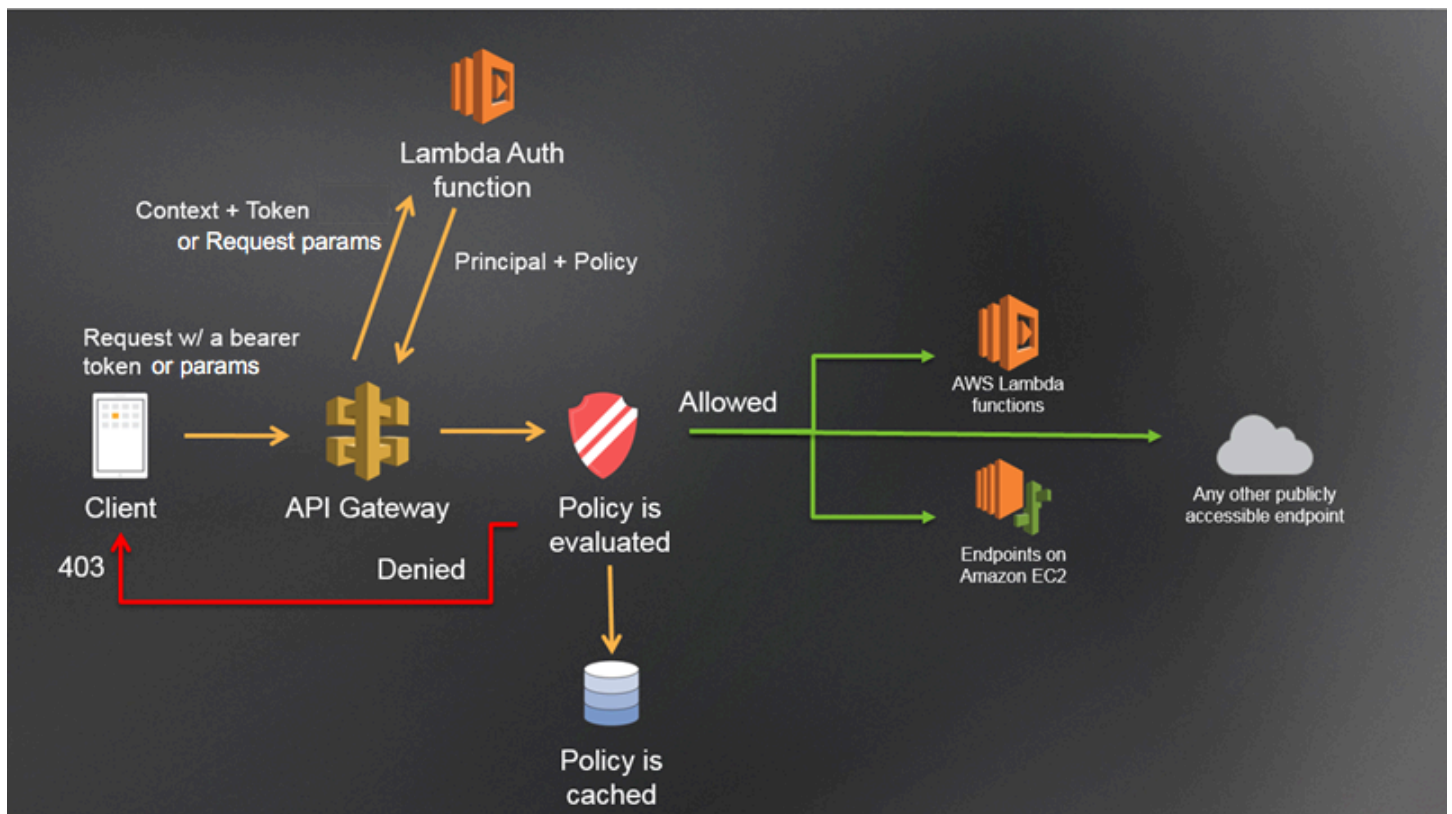 Lambda Auth
function
Context + Token
or Request params
Principal + Policy
Request w/ a bearer
token or params
Client
API Gateway
Policy is
evaluated
Allowed
AWS Lambda
functions
Any other publicly
accessible endpoint
Endpoints on
Amazon EC2
403
Denied
Policy is
cached